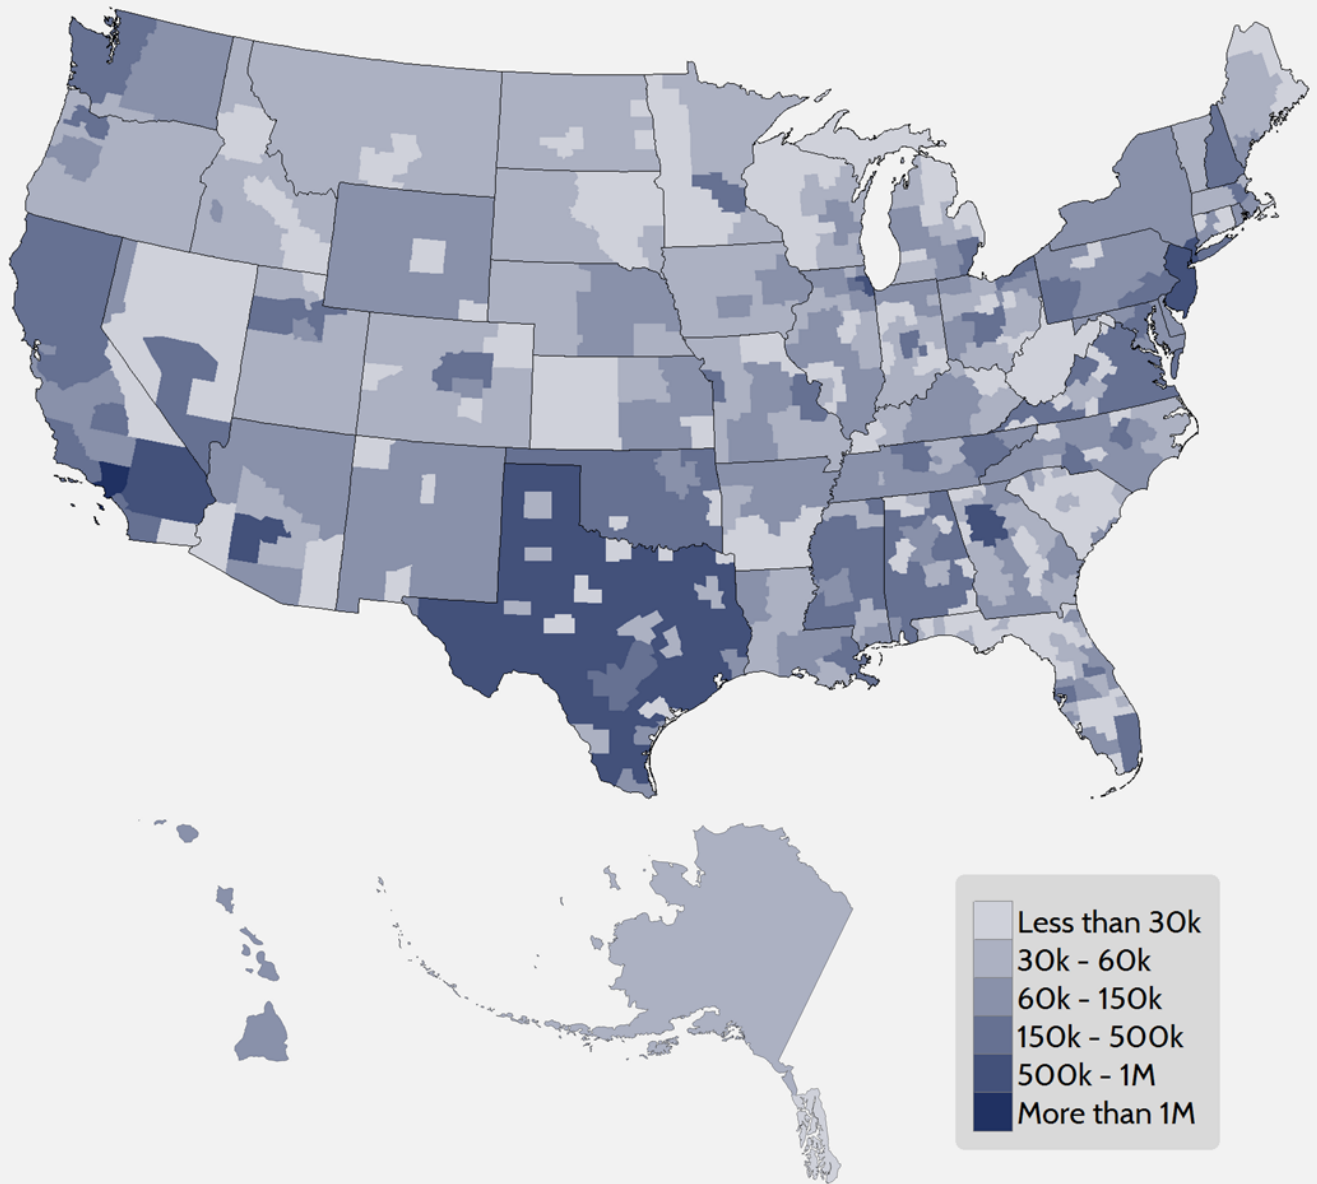 Less than 30k
30k - 60k
60k - 150k
150k - 500k
500k - 1M
More than 1M